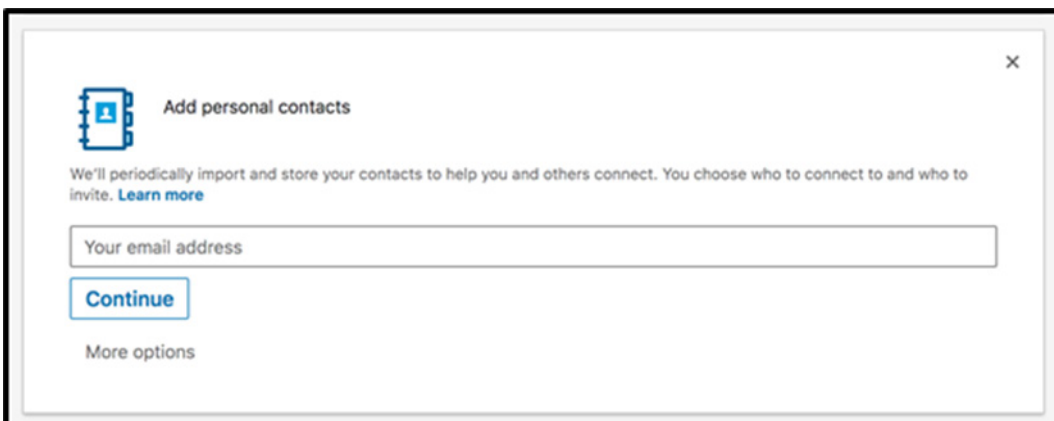 Add personal contacts
We'll periodically import and store your contacts to help you and others connect. You choose who to connect to and who to
invite. Learn more
Your email address
Continue
More options